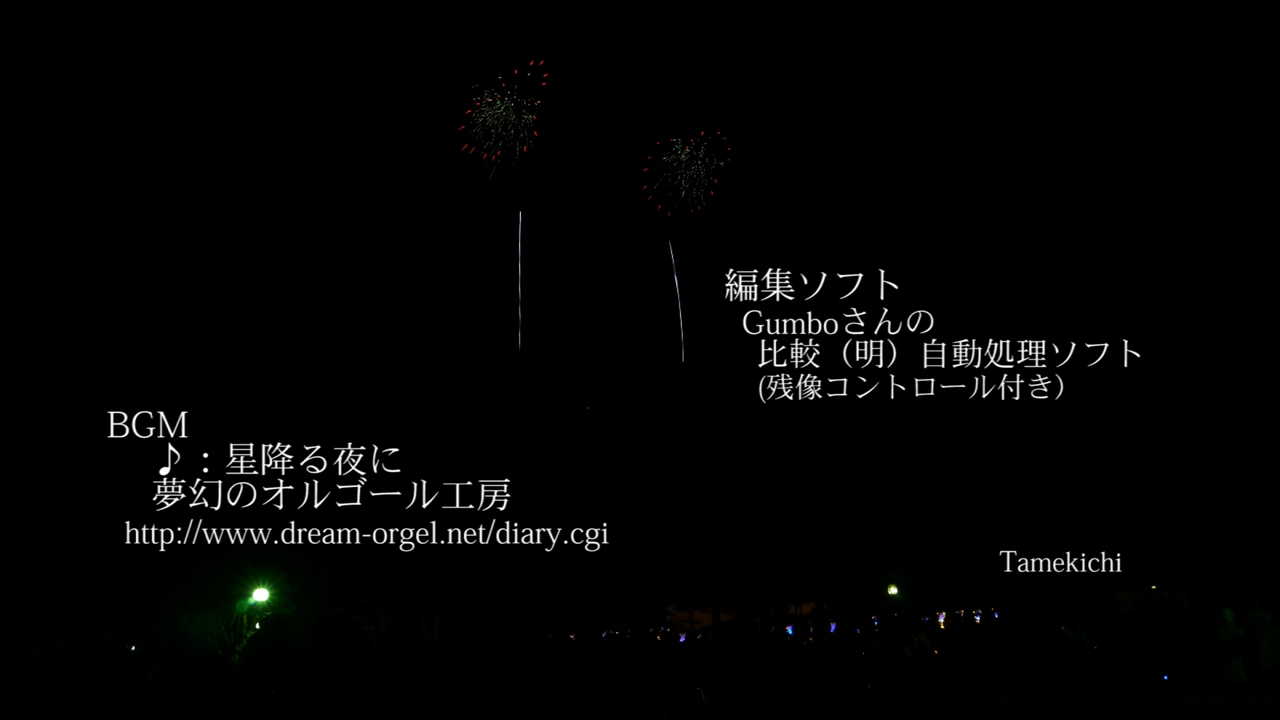 編集ソフト
Gumboさんの
比較（明）自動処理ソフト
(残像コントロール付き）
BGM
♪：星降る夜に
夢幻のオルゴール工房
http://www.dream-orgel.net/diary.cgi
Tamekichi